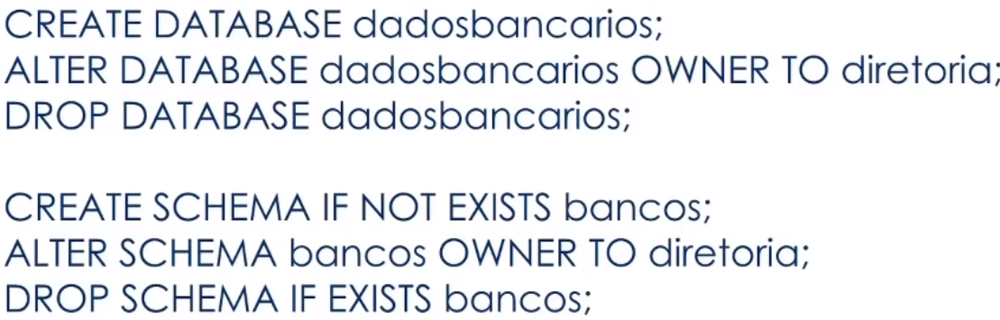 CREATE DATABASE dadosbancarios;
ALTER DATABASE dadosbancarios OWNER TO diretoria;
DROP DATABASE dadosbancarios;
CREATE SCHEMA IF NOT EXISTS bancos;
ALTER SCHEMA bancos OWNER TO diretoria;
DROP SCHEMA IF EXISTS bancos;